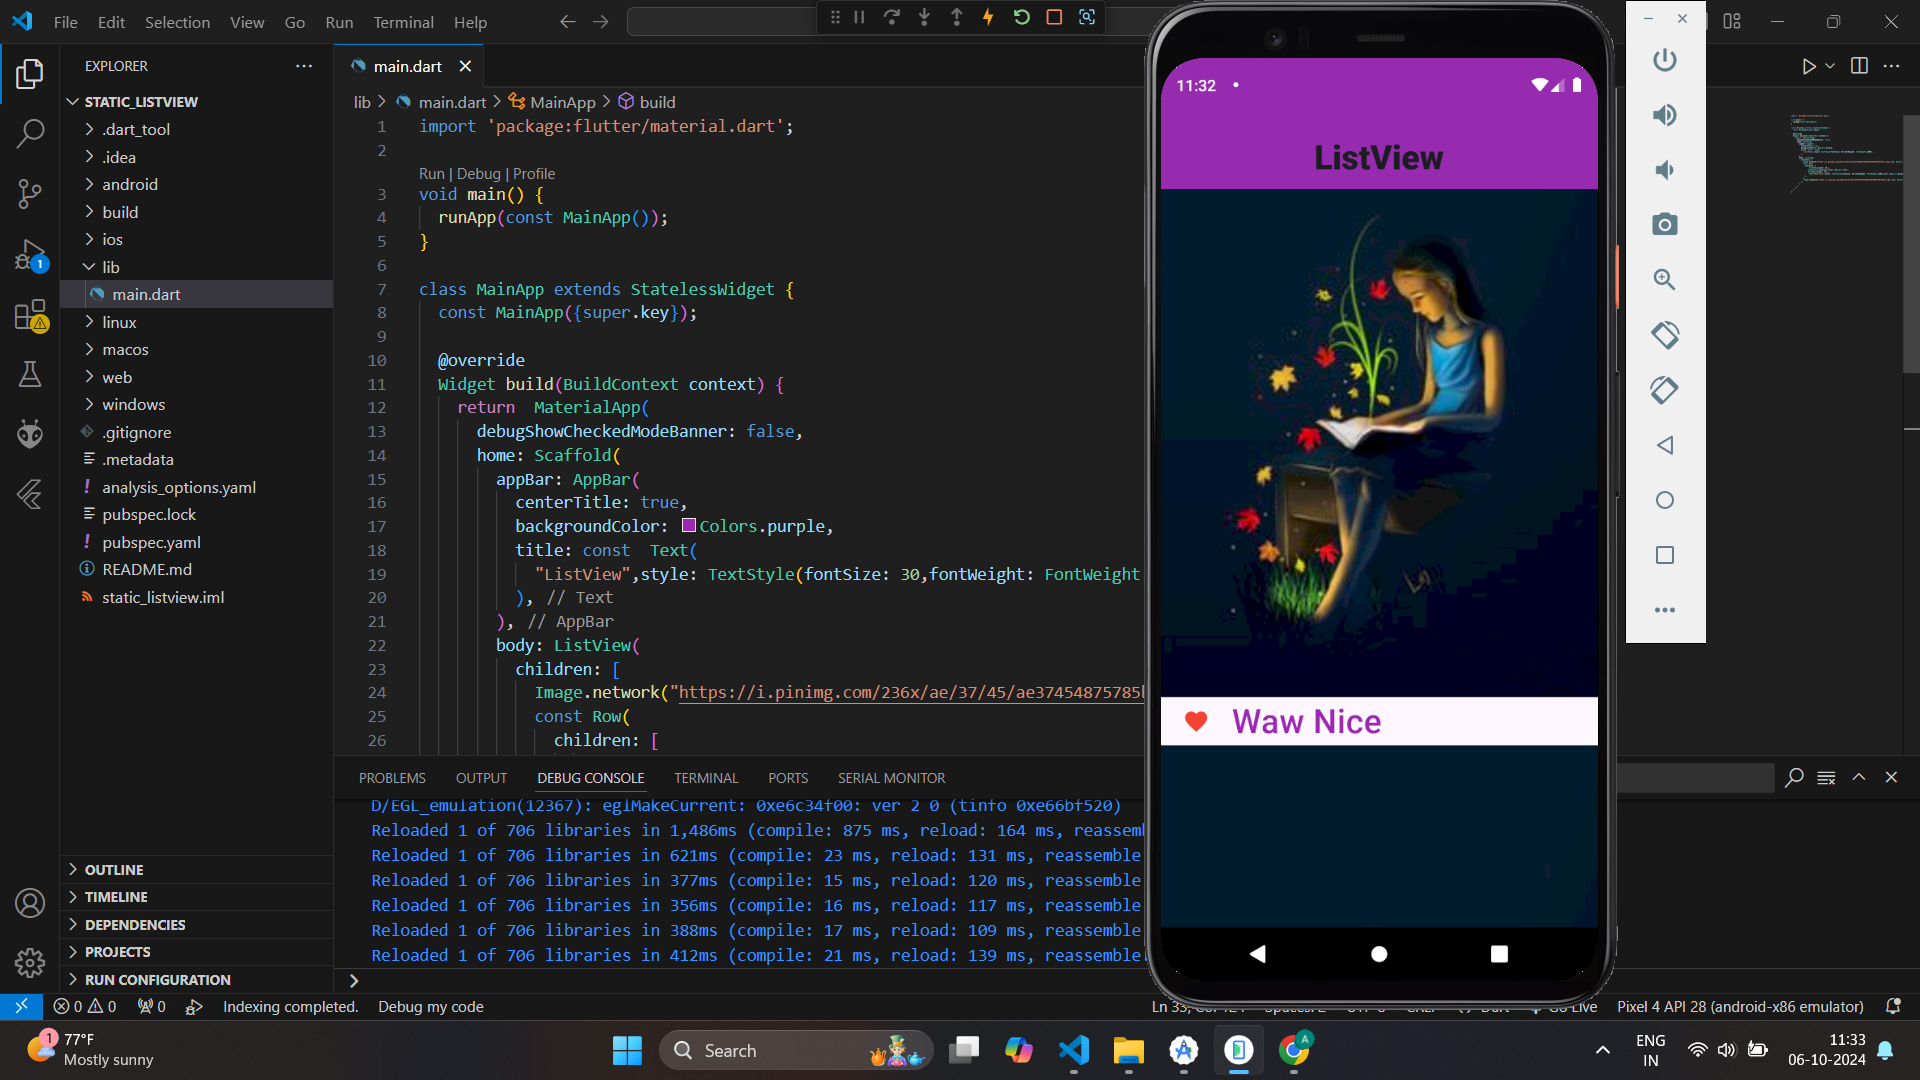 File Edit Selection View Go Run Terminal Help
EXPLORER
STATIC_LISTVIEW
.dart_tool
.idea
android
build
ios
lib
main.dart
linux
macos
web
windows
.gitignore
.metadata
analysis_options.yaml
pubspec.lock
pubspec.yaml
README.md
static_listview.iml
OUTLINE
TIMELINE
DEPENDENCIES
PROJECTS
RUN CONFIGURATION
1
main.dart
lib > main.dart > MainApp > build
1 import 'package:flutter/material.dart';
2
Run | Debug | Profile
3 void main() {
4 runApp(const MainApp());
5 }
6
7 class MainApp extends StatelessWidget {
8 const MainApp({super.key});
9
10 @override
11 Widget build(BuildContext context) {
12 return MaterialApp(
13 debugShowCheckedModeBanner: false,
14 home: Scaffold(
15 appBar: AppBar(
16 centerTitle: true,
17 backgroundColor: Colors.purple,
18 title: const Text(
19 "ListView",style: TextStyle(fontSize: 30,fontWeight: FontWeight
20 ), // Text
21 ), // AppBar
22 body: ListView(
23 children: [
24 Image.network("https://i.pinimg.com/236x/ae/37/45/ae37454875785
25 const Row(
26 children: [
PROBLEMS OUTPUT DEBUG CONSOLE TERMINAL PORTS SERIAL MONITOR
D/EGL_emulation(12367): eglMakeCurrent: 0xe6c34f00: ver 2 0 (tinfo 0xe66bf520)
Reloaded 1 of 706 libraries in 1,486ms (compile: 875 ms, reload: 164 ms, reassemb
Reloaded 1 of 706 libraries in 621ms (compile: 23 ms, reload: 131 ms, reassemble
Reloaded 1 of 706 libraries in 377ms (compile: 15 ms, reload: 120 ms, reassemble
Reloaded 1 of 706 libraries in 356ms (compile: 16 ms, reload: 117 ms, reassemble
Reloaded 1 of 706 libraries in 388ms (compile: 17 ms, reload: 109 ms, reassemble
Reloaded 1 of 706 libraries in 412ms (compile: 21 ms, reload: 139 ms, reassemble
11:32
ListView
Waw Nice
0 0 0 Indexing completed. Debug my code
Go Live Pixel 4 API 28 (android-x86 emulator)
1
77°F
Mostly sunny
Search
A
ENG
IN
11:33
06-10-2024